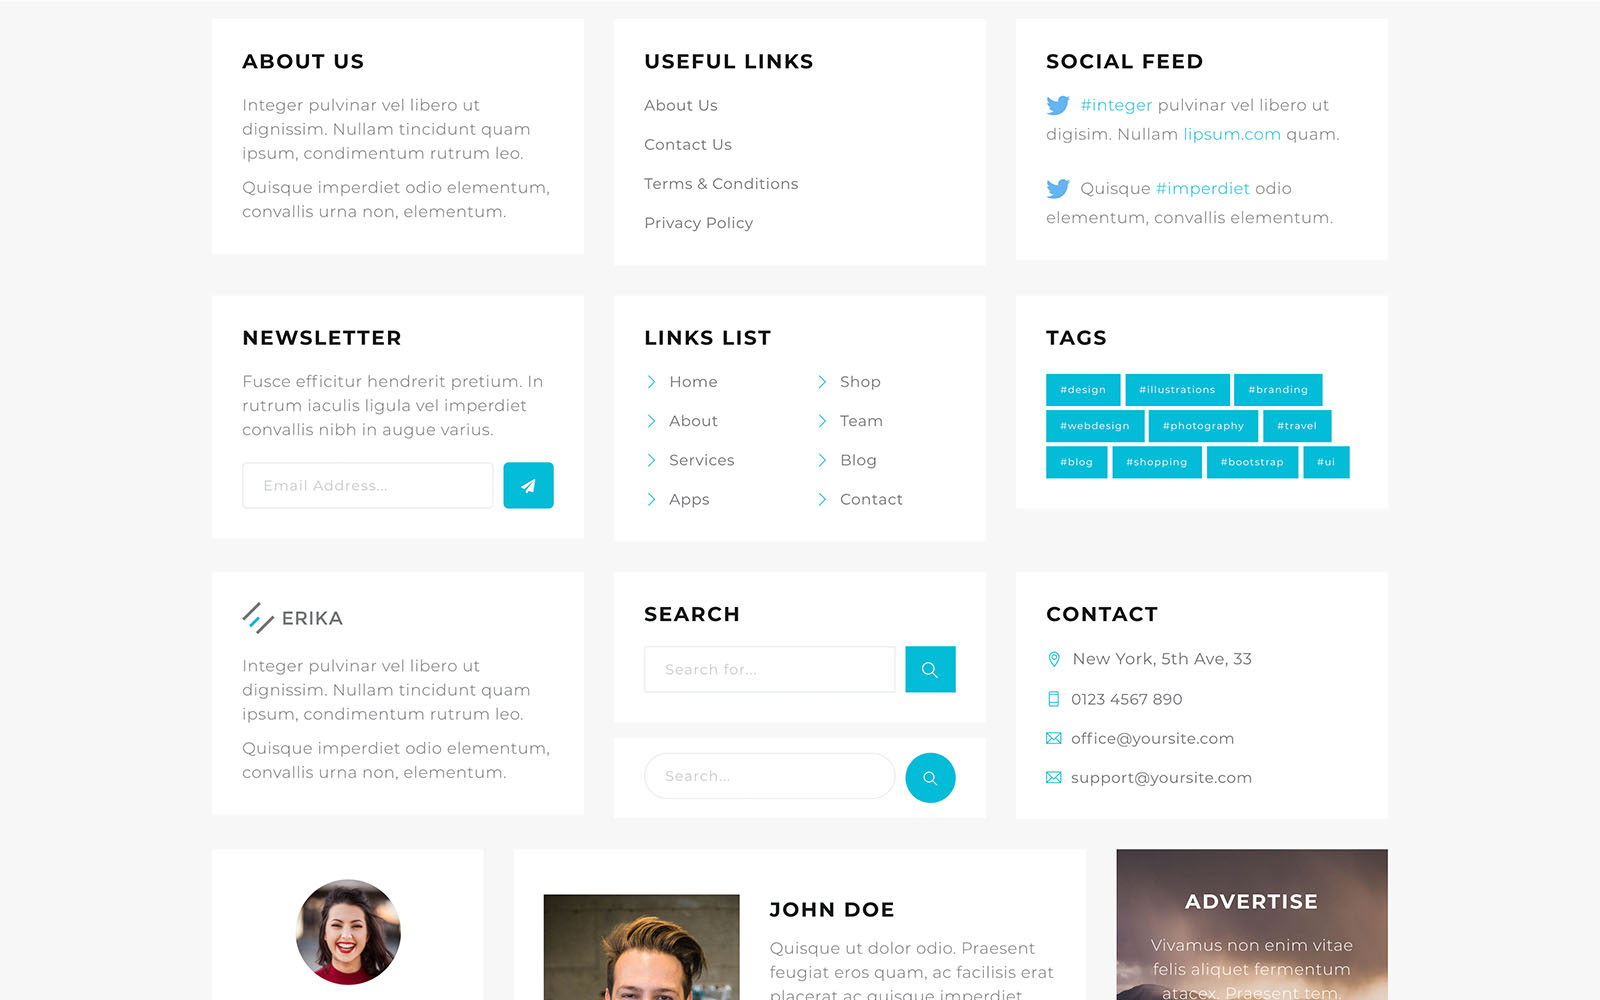 ABOUT US
Integer pulvinar vel libero ut
dignissim. Nullam tincidunt quam
ipsum, condimentum rutrum leo.
Quisque imperdiet odio elementum,
convallis urna non, elementum.
USEFUL LINKS
About Us
Contact Us
Terms & Conditions
Privacy Policy
SOCIAL FEED
#integer pulvinar vel libero ut
digisim. Nullam lipsum.com quam.
Quisque #imperdiet odio
elementum, convallis elementum.
NEWSLETTER
Fusce efficitur hendrerit pretium. In
rutrum iaculis ligula vel imperdiet
convallis nibh in augue varius.
Email Address...
LINKS LIST
Home
About
Services
Apps
Shop
Team
Blog
Contact
TAGS
#design #illustrations #branding
#webdesign #photography #travel
#blog #shopping #bootstrap #ui
ERIKA
Integer pulvinar vel libero ut
dignissim. Nullam tincidunt quam
ipsum, condimentum rutrum leo.
Quisque imperdiet odio elementum,
convallis urna non, elementum.
SEARCH
Search for...
Search...
CONTACT
New York, 5th Ave, 33
0123 4567 890
office@yoursite.com
support@yoursite.com
JOHN DOE
Quisque ut dolor odio. Praesent
feugiat eros quam, ac facilisis erat
placerat ac quisque imperdiet
ADVERTISE
Vivamus non enim vitae
felis aliquet fermentum
atacex. Praesent tem.